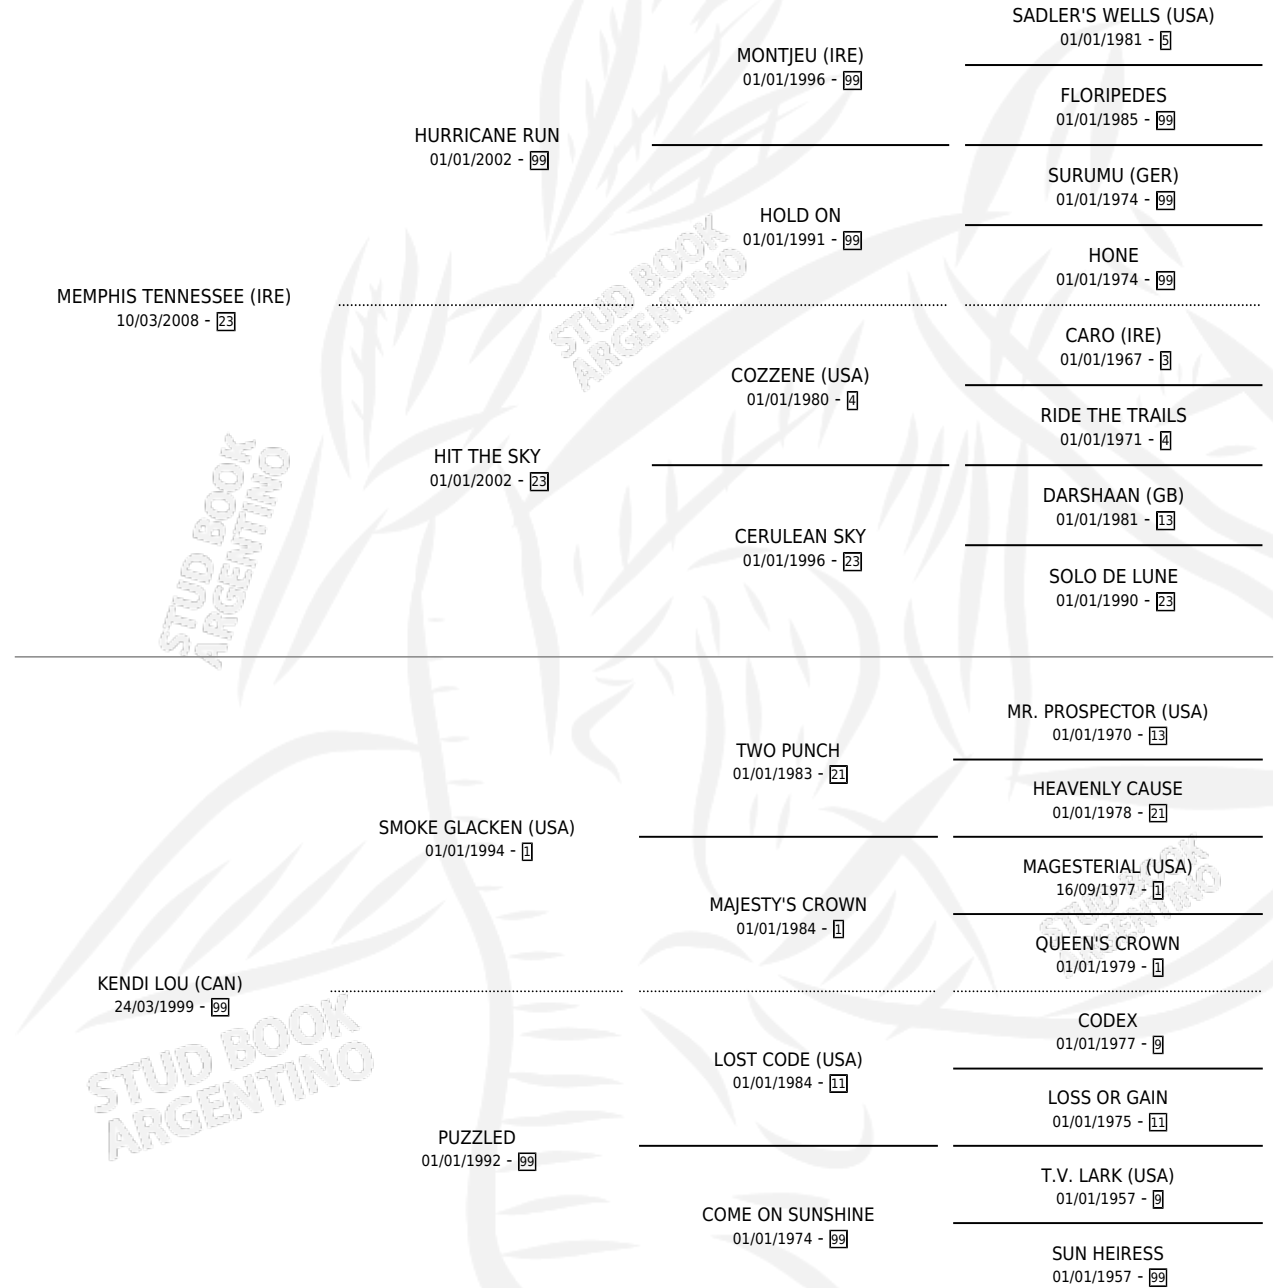 SADLER'S WELLS (USA)
01/01/1981 - 5
MONTJEU (IRE)
01/01/1996 - 99
FLORIPEDES
01/01/1985 - 99
HURRICANE RUN
01/01/2002 - 99
SURUMU (GER)
01/01/1974 - 99
HOLD ON
01/01/1991 - 99
HONE
01/01/1974 - 99
MEMPHIS TENNESSEE (IRE)
10/03/2008 - 23
CARO (IRE)
01/01/1967 - 3
COZZENE (USA)
01/01/1980 - 4
RIDE THE TRAILS
01/01/1971 - 4
HIT THE SKY
01/01/2002 - 23
DARSHAAN (GB)
01/01/1981 - 13
CERULEAN SKY
01/01/1996 - 23
SOLO DE LUNE
01/01/1990 - 23
STUD BOOK
ARGENTINO
STUD BOOK
ARGENTINO
MR. PROSPECTOR (USA)
01/01/1970 - 13
TWO PUNCH
01/01/1983 - 21
HEAVENLY CAUSE
01/01/1978 - 21
SMOKE GLACKEN (USA)
01/01/1994 - 1
MAGESTERIAL (USA)
16/09/1977 - 1
MAJESTY'S CROWN
01/01/1984 - 1
QUEEN'S CROWN
01/01/1979 - 1
KENDI LOU (CAN)
24/03/1999 - 99
CODEX
01/01/1977 - 9
LOST CODE (USA)
01/01/1984 - 11
LOSS OR GAIN
01/01/1975 - 11
PUZZLED
01/01/1992 - 99
T.V. LARK (USA)
01/01/1957 - 9
COME ON SUNSHINE
01/01/1974 - 99
SUN HEIRESS
01/01/1957 - 99
STUD BOOK
ARGENTINO
STUD BOOK
ARGENTINO